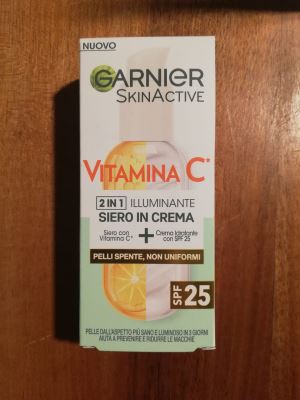 NUOVO
GARNIER
SKINACTIVE
VITAMINA C*
2 IN 1 ILLUMINANTE
SIERO IN CREMA
Siero con Vitamina C* + Crema Idratante con SPF 25
PELLI SPENTE, NON UNIFORMI
SPF 25
PELLE DALL'ASPETTO PIÙ SANO E LUMINOSO IN 3 GIORNI
AIUTA A PREVENIRE E RIDURRE LE MACCHIE